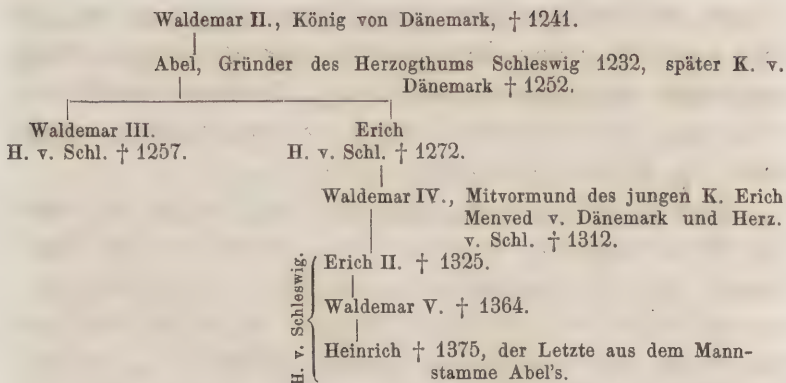 Waldemar II., König von Dänemark, † 1241.
Abel, Gründer des Herzogthums Schleswig 1232, später K. v.
Dänemark † 1252.
Waldemar III.
H. v. Schl. † 1257.
Erich
H. v. Schl. † 1272.
Waldemar IV., Mitvormund des jungen K. Erich
Menved v. Dänemark und Herz.
v. Schl. † 1312.
H. v. Schleswig.
Erich II. † 1325.
Waldemar V. † 1364.
Heinrich † 1375, der Letzte aus dem Mann-
stamme Abel's.